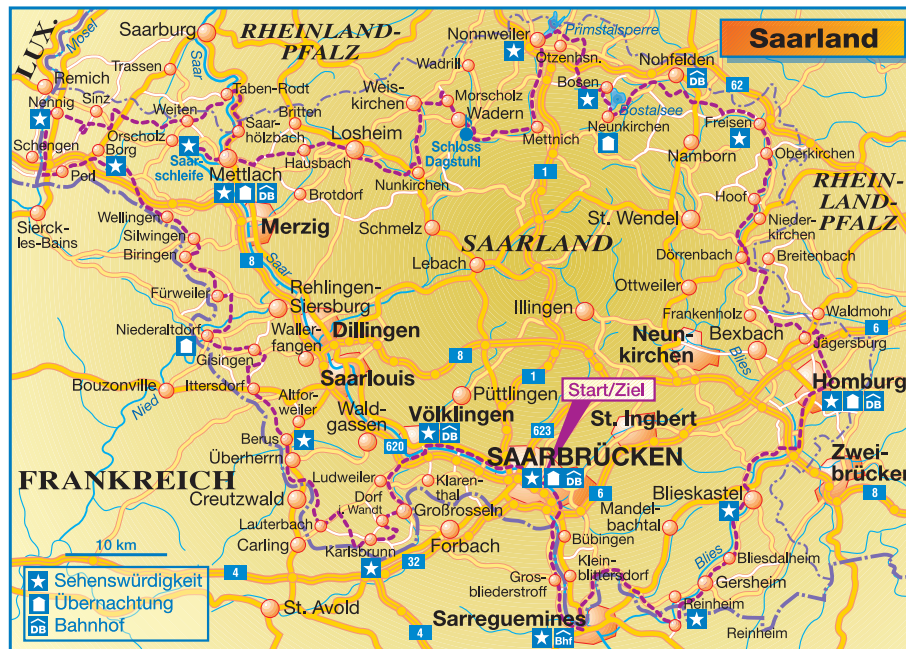 Saarland
LUX.
Mosel
Saarburg
Saar
RHEINLAND-
PFALZ
Nonnweiler
Primstalsperre
Otzenhsn.
Nohfelden
DB
62
Trassen
Wadrill
Bosen
Remich
Taben-Rodt
Weis-
kirchen
Morscholz
Bostalsee
Nennig
Sinz
Weiten
Britten
Wadern
Neunkirchen
Freisen
Orscholz
Saar-
hölzbach
Losheim
Mettnich
Schengen
Borg
Saar-
schleife
Schloss
Dagstuhl
Namborn
Oberkirchen
Perl
Mettlach
DB
Hausbach
Nunkirchen
1
RHEIN-
LAND-
PFALZ
Brotdorf
Hoof
Sierck-
les-Bains
Wellingen
Merzig
Schmelz
St. Wendel
Nieder-
kirchen
Silwingen
SAARLAND
Biringen
8
Saar
Lebach
Dörrenbach
Breitenbach
Fürweiler
Rehlingen-
Siersburg
Illingen
Ottweiler
Niederaltdorf
Waller-
fangen
Dillingen
Frankenholz
Waldmohr
6
Neun-
kirchen
Bexbach
Jägersburg
Gisingen
8
Blies
Bouzonville
Nied
Ittersdorf
Saarlouis
1
Püttlingen
Start/Ziel
Homburg
DB
Altfor-
weiler
Wald-
gassen
Völklingen
DB
St. Ingbert
623
Berus
620
Überherrn
SAARBRÜCKEN
DB
Zwei-
brücken
8
FRANKREICH
Ludweiler
Klaren-
thal
6
Blieskastel
Creutzwald
Dorf
i. Wandt
Großrosseln
Mandel-
bachtal
Lauterbach
Forbach
Bübingen
10 km
Carling
Karlsbrunn
32
Klein-
blittersdorf
Blies
Bliesdalheim
4
Gros-
bliederstroff
Gersheim
Sehenswürdigkeit
Übernachtung
DB Bahnhof
St. Avold
Reinheim
4
Sarreguemines
Reinheim
Bhf